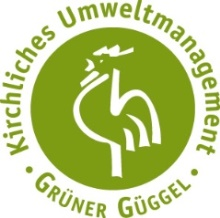 Kirchliches Umweltmanagement
• GRÜNER GÜGGEL •